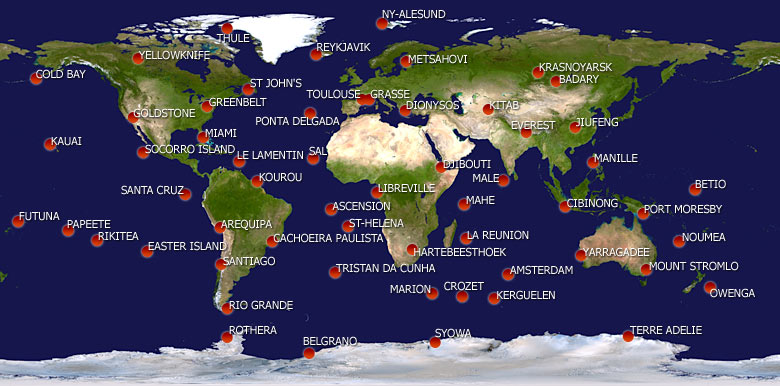 NY-ALESUND
THULE
REYKJAVIK
YELLOWKNIFE
METSAHOVI
COLD BAY
KRASNOYARSK
BADARY
ST JOHN'S
TOULOUSE
GRASSE
GREENBELT
DIONYSOS
KITAB
GOLDSTONE
PONTA DELGADA
EVEREST
JIUFENG
MIAMI
KAUAI
SOCORRO ISLAND
LE LAMENTIN
SAL
DJIBOUTI
MANILLE
KOUROU
MALE
SANTA CRUZ
LIBREVILLE
BETIO
ASCENSION
MAHE
CIBINONG
PORT MORESBY
FUTUNA
PAPEETE
AREQUIPA
ST-HELENA
RIKITEA
CACHOEIRA PAULISTA
LA REUNION
NOUMEA
EASTER ISLAND
HARTEBEESTHOEK
YARRAGADEE
SANTIAGO
TRISTAN DA CUNHA
AMSTERDAM
MOUNT STROMLO
MARION
CROZET
KERGUELEN
OWENGA
RIO GRANDE
ROTHERA
BELGRANO
SYOWA
TERRE ADELIE